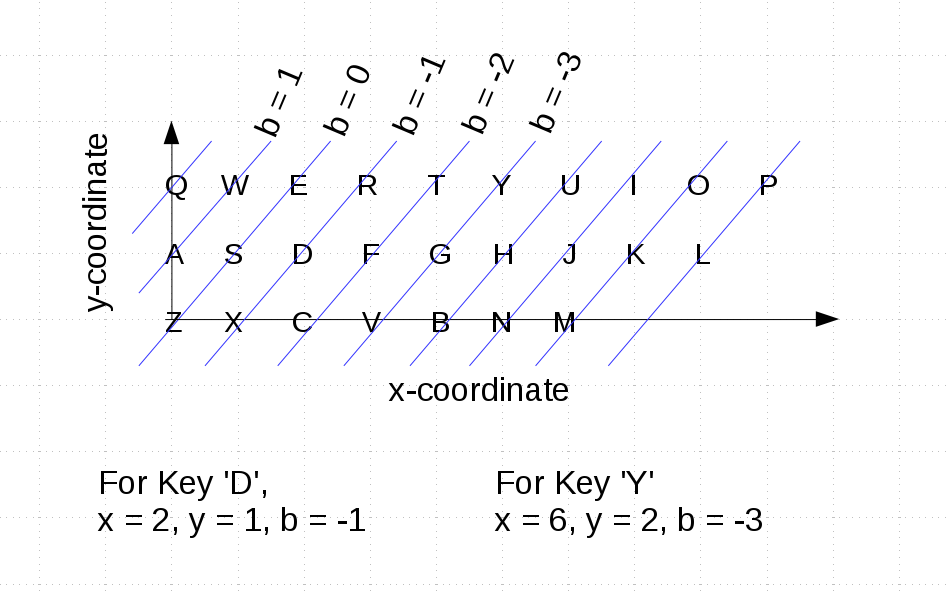 b = 1
b = 0
b = -1
b = -2
b = -3
y-coordinate
Q W E R T Y U I O P
A S D F G H J K L
Z X C V B N M
x-coordinate
For Key 'D',
x = 2, y = 1, b = -1
For Key 'Y'
x = 6, y = 2, b = -3